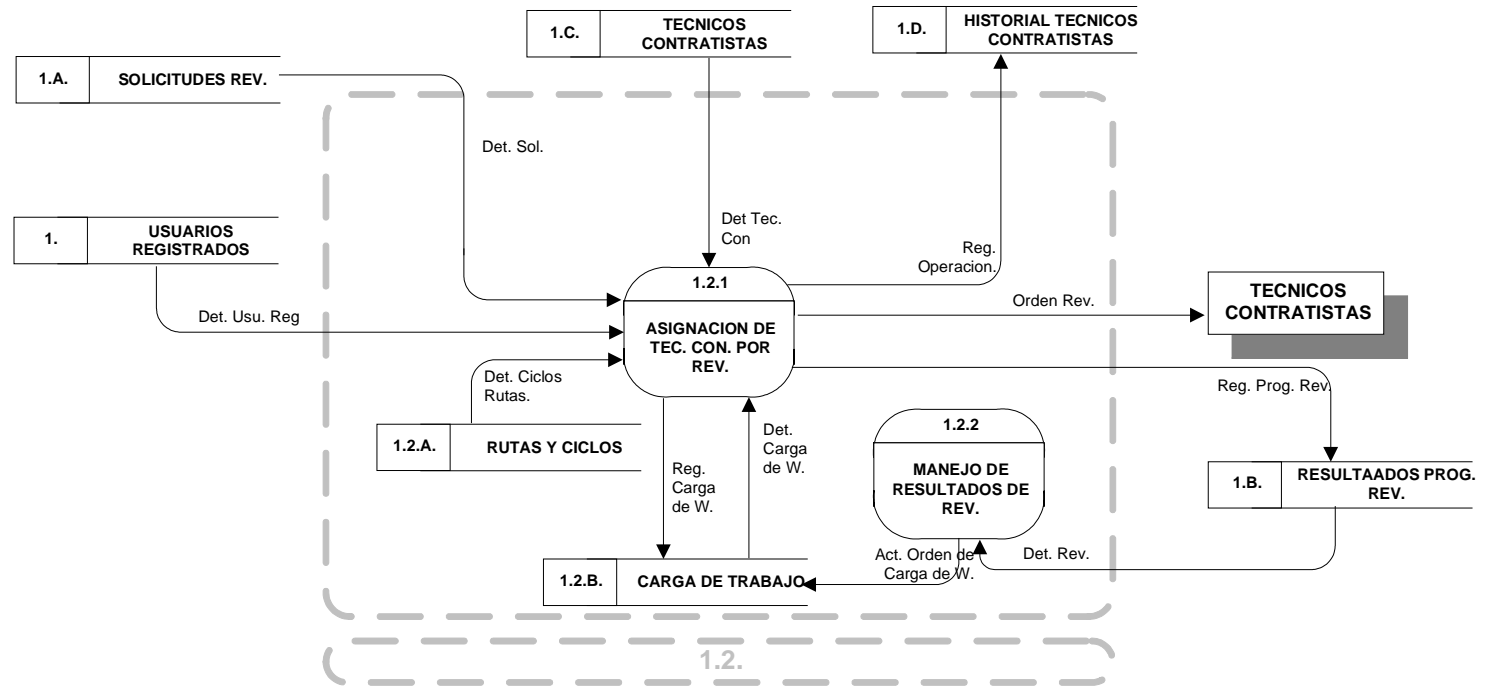 1.C.
TECNICOS
CONTRATISTAS
1.D.
HISTORIAL TECNICOS
CONTRATISTAS
1.A.
SOLICITUDES REV.
Det. Sol.
1.
USUARIOS
REGISTRADOS
Det Tec.
Con
Reg.
Operacion.
Det. Usu. Reg
1.2.1
ASIGNACION DE
TEC. CON. POR
REV.
Orden Rev.
TECNICOS
CONTRATISTAS
Det. Ciclos
Rutas.
Reg. Prog. Rev.
1.2.A.
RUTAS Y CICLOS
Reg.
Carga
de W.
Det.
Carga
de W.
1.2.2
MANEJO DE
RESULTADOS DE
REV.
1.B.
RESULTAADOS PROG.
REV.
Act. Orden de
Carga de W.
Det. Rev.
1.2.B.
CARGA DE TRABAJO
1.2.